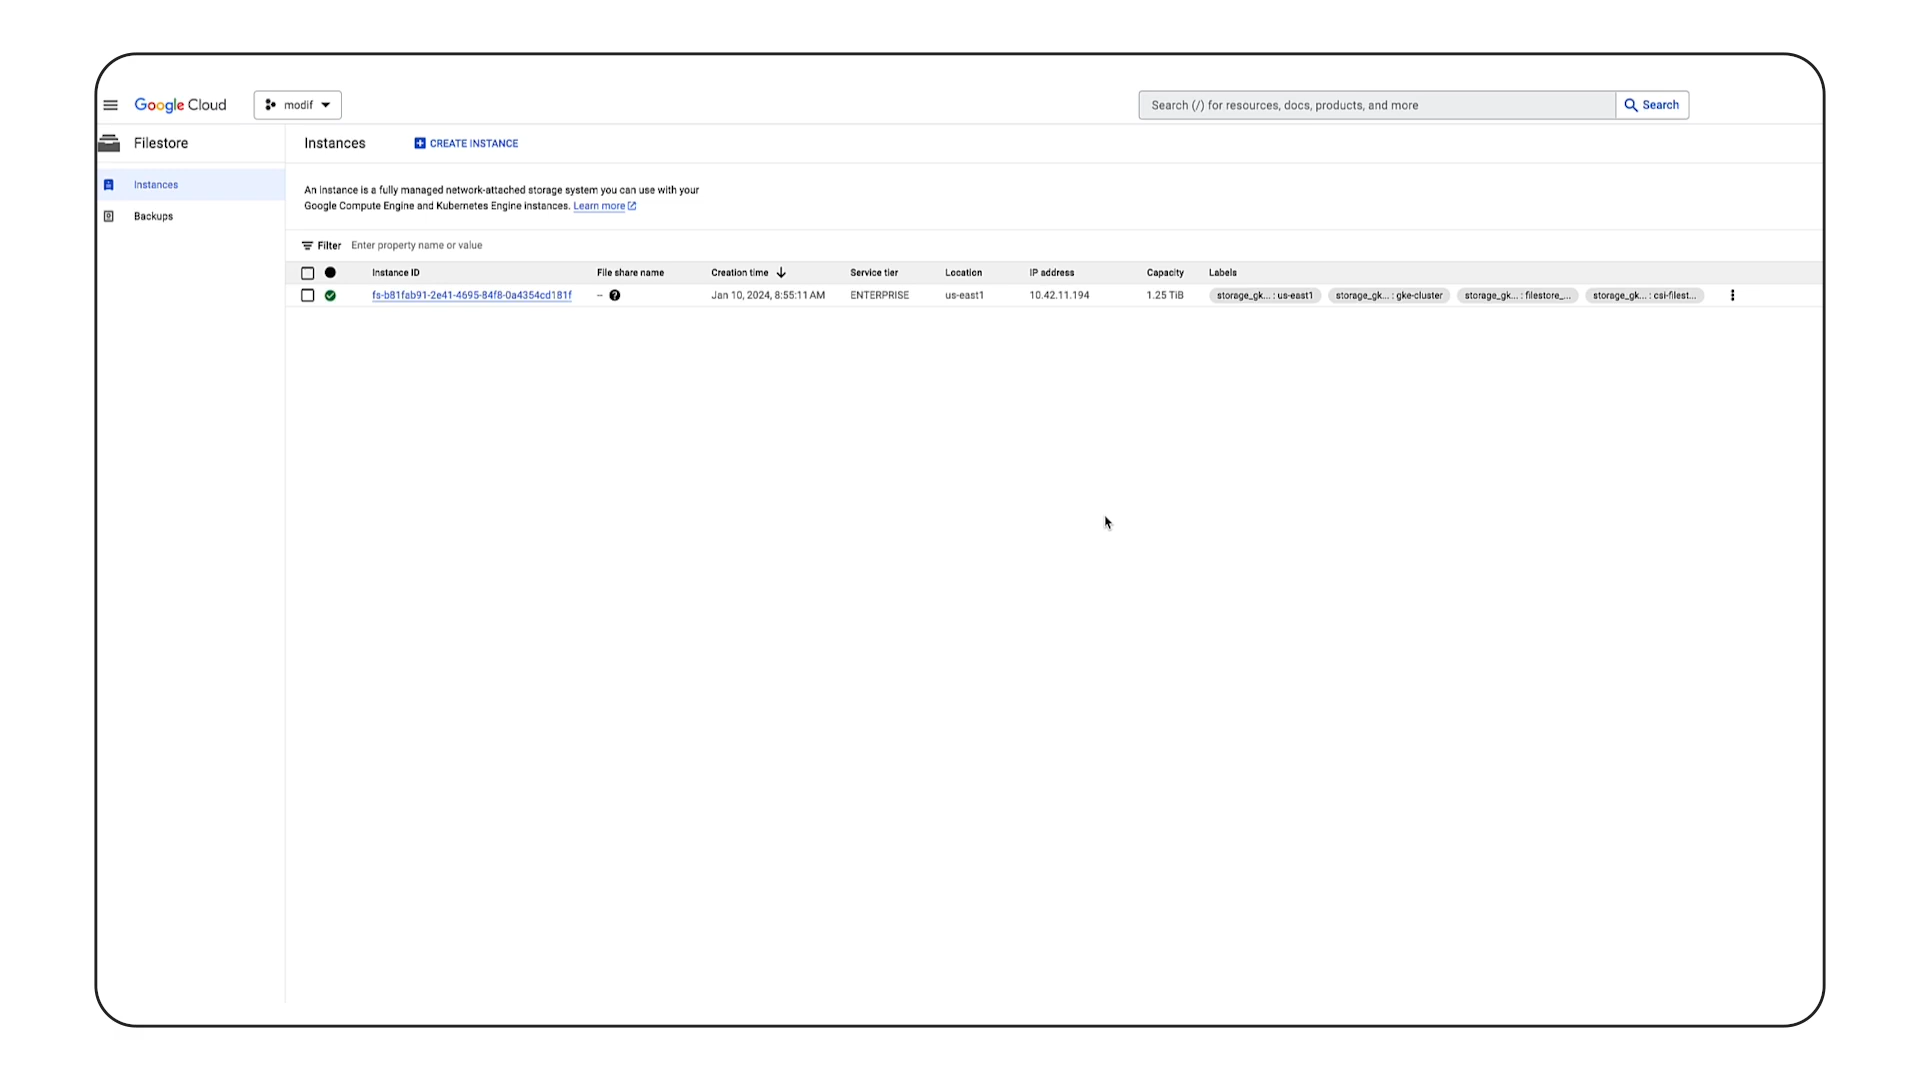 Google Cloud
modif
Search (/) for resources, docs, products, and more
Search
Filestore
Instances
CREATE INSTANCE
Instances
Backups
An instance is a fully managed network-attached storage system you can use with your
Google Compute Engine and Kubernetes Engine instances. Learn more
Filter Enter property name or value
Instance ID File share name Creation time Service tier Location IP address Capacity Labels
fs-b81fab91-2e41-4695-84f8-0a4354cd181f – Jan 10, 2024, 8:55:11 AM ENTERPRISE us-east1 10.42.11.194 1.25 TiB storage_gk... : us-east1 storage_gk... : gke-cluster storage_gk... : filestore_... storage_gk... : csi-filest...